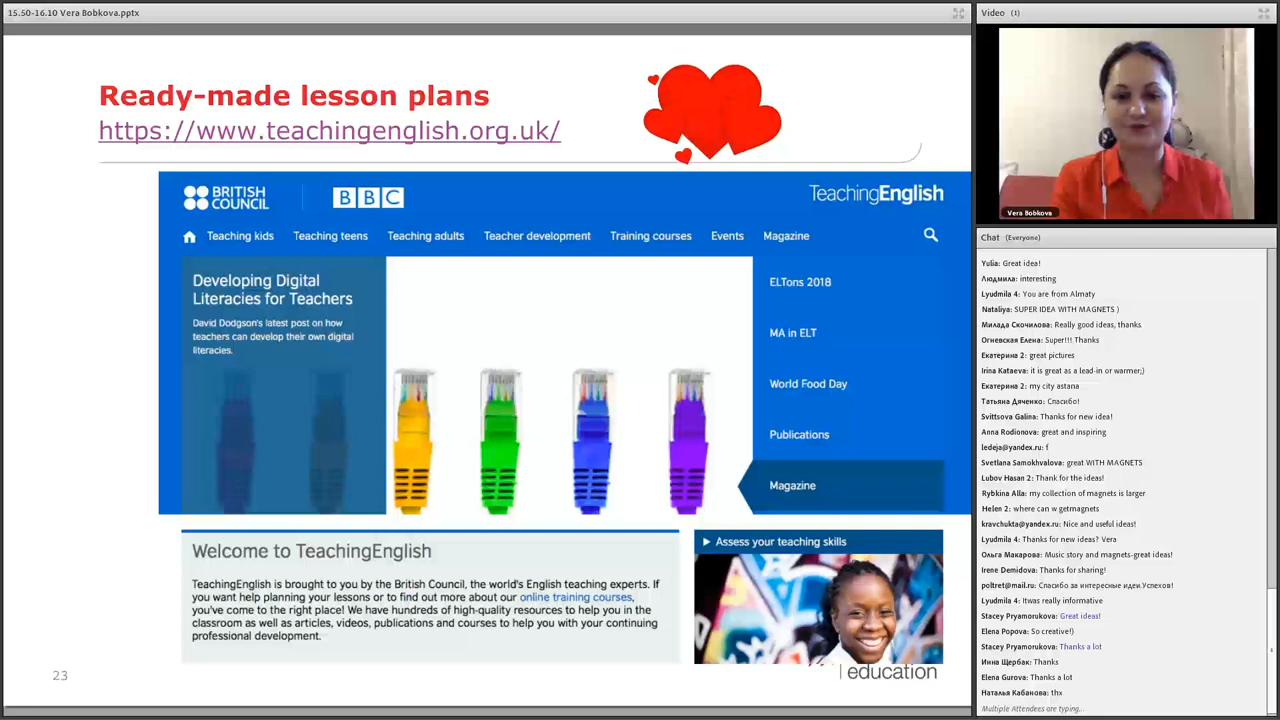 15.50-16.10 Vera Bobkova.pptx
Ready-made lesson plans
https://www.teachingenglish.org.uk/
BRITISH
COUNCIL
BBC
TeachingEnglish
Teaching kids Teaching teens Teaching adults Teacher development Training courses Events Magazine
Developing Digital
Literacies for Teachers
David Dodgson's latest post on how
teachers can develop their own digital
literacies.
ELTons 2018
MA in ELT
World Food Day
Publications
Magazine
Welcome to TeachingEnglish
TeachingEnglish is brought to you by the British Council, the world's English teaching experts. If
you want help planning your lessons or to find out more about our online training courses,
you've come to the right place! We have hundreds of high-quality resources to help you in the
classroom as well as articles, videos, publications and courses to help you with your continuing
professional development.
Assess your teaching skills
23
education
Video (1)
Vera Bobkova
Chat (Everyone)
Yulia: Great idea!
Людмила: interesting
Lyudmila 4: You are from Almaty
Nataliya: SUPER IDEA WITH MAGNETS )
Милада Скочилова: Really good ideas, thanks.
Огневская Елена: Super!!! Thanks
Екатерина 2: great pictures
Irina Kataeva: it is great as a lead-in or warmer;)
Екатерина 2: my city astana
Татьяна Дяченко: Спасибо!
Svittsova Galina: Thanks for new idea!
Anna Rodionova: great and inspiring
ledeja@yandex.ru: f
Svetlana Samokhvalova: great WITH MAGNETS
Lubov Hasan 2: Thank for the ideas!
Rybkina Alla: my collection of magnets is larger
Helen 2: where can w getmagnets
kravchukta@yandex.ru: Nice and useful ideas!
Lyudmila 4: Thanks for new ideas? Vera
Ольга Макарова: Music story and magnets-great ideas!
Irene Demidova: Thanks for sharing!
poltret@mail.ru: Спасибо за интересные идеи.Успехов!
Lyudmila 4: Itwas really informative
Stacey Pryamorukova: Great ideas!
Elena Popova: So creative!)
Stacey Pryamorukova: Thanks a lot
Инна Щербак: Thanks
Elena Gurova: Thanks a lot
Наталья Кабанова: thx
Multiple Attendees are typing...